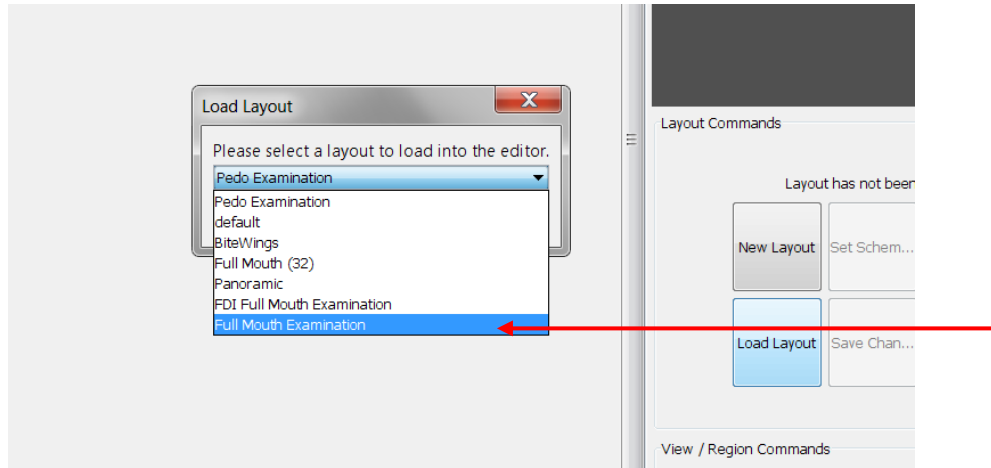 Load Layout
X
Please select a layout to load into the editor.
Pedo Examination
Pedo Examination
default
BiteWings
Full Mouth (32)
Panoramic
FDI Full Mouth Examination
Full Mouth Examination
Layout Commands
Layout has not been
New Layout
Set Schem...
Load Layout
Save Chan...
View / Region Commands